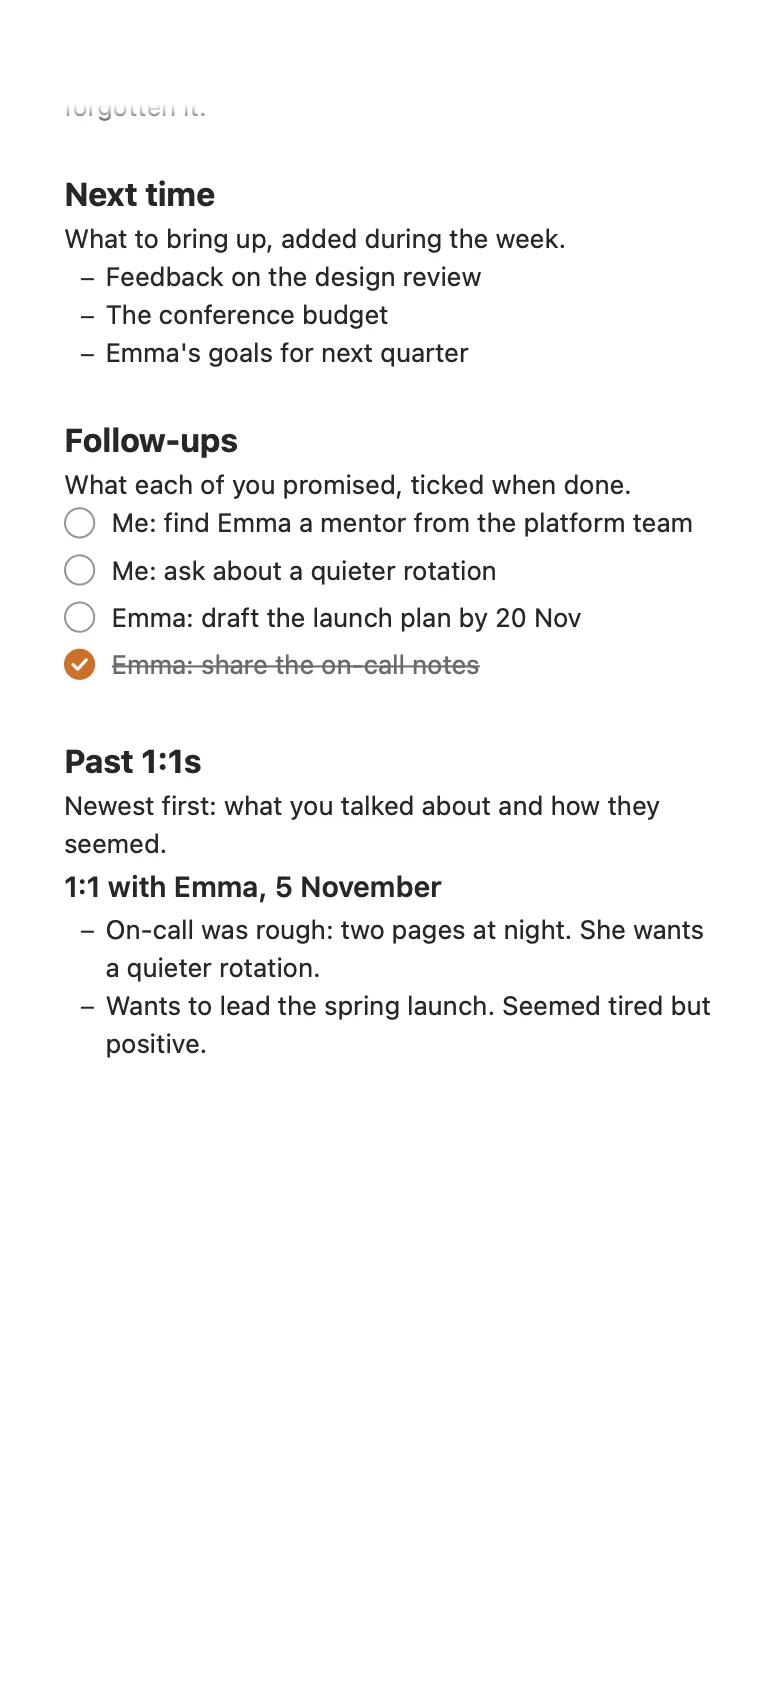 forgotten it.
Next time
What to bring up, added during the week.
– Feedback on the design review
– The conference budget
– Emma's goals for next quarter
Follow-ups
What each of you promised, ticked when done.
Me: find Emma a mentor from the platform team
Me: ask about a quieter rotation
Emma: draft the launch plan by 20 Nov
Emma: share the on-call notes
Past 1:1s
Newest first: what you talked about and how they
seemed.
1:1 with Emma, 5 November
– On-call was rough: two pages at night. She wants
a quieter rotation.
– Wants to lead the spring launch. Seemed tired but
positive.